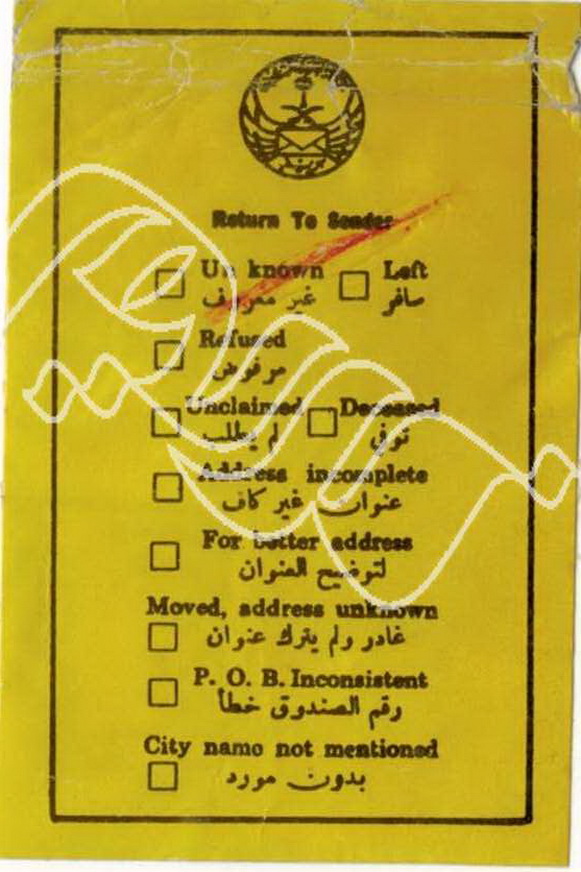 Return To Sender
Un known Left
غير معروف سافر
Refused
مرفوض
Unclaimed Deceased
لم يطلب توفي
Address incomplete
عنوان غير كاف
For better address
لتوضيح العنوان
Moved, address unknown
غادر ولم يترك عنوان
P. O. B. Inconsistent
رقم الصندوق خطأ
City name not mentioned
بدون مورد